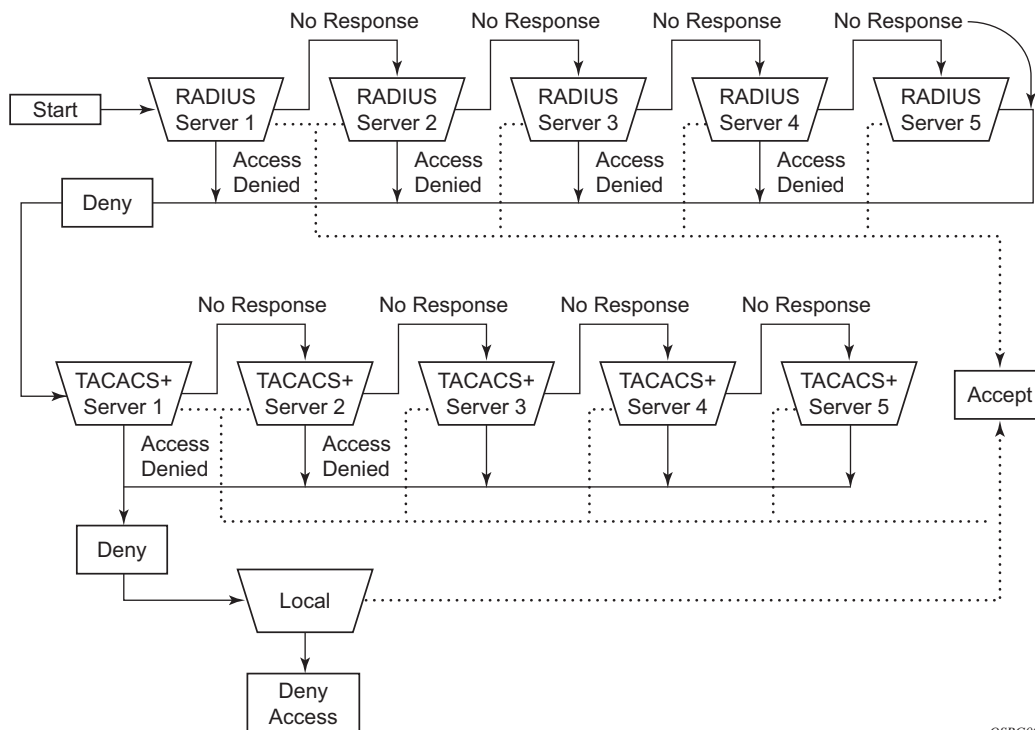 No Response
No Response
No Response
No Response
No Response
Start
RADIUS
Server 1
RADIUS
Server 2
RADIUS
Server 3
RADIUS
Server 4
RADIUS
Server 5
Access
Denied
Access
Denied
Access
Denied
Access
Denied
Deny
No Response
No Response
No Response
No Response
TACACS+
Server 1
TACACS+
Server 2
TACACS+
Server 3
TACACS+
Server 4
TACACS+
Server 5
Accept
Access
Denied
Access
Denied
Deny
Local
Deny
Access